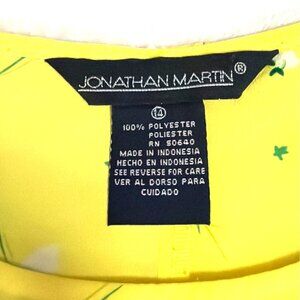 JONATHAN MARTIN®
14
100% POLYESTER
POLIESTER
RN 50640
MADE IN INDONESIA
HECHO EN INDONESIA
SEE REVERSE FOR CARE
VER AL DORSO PARA
CUIDADO